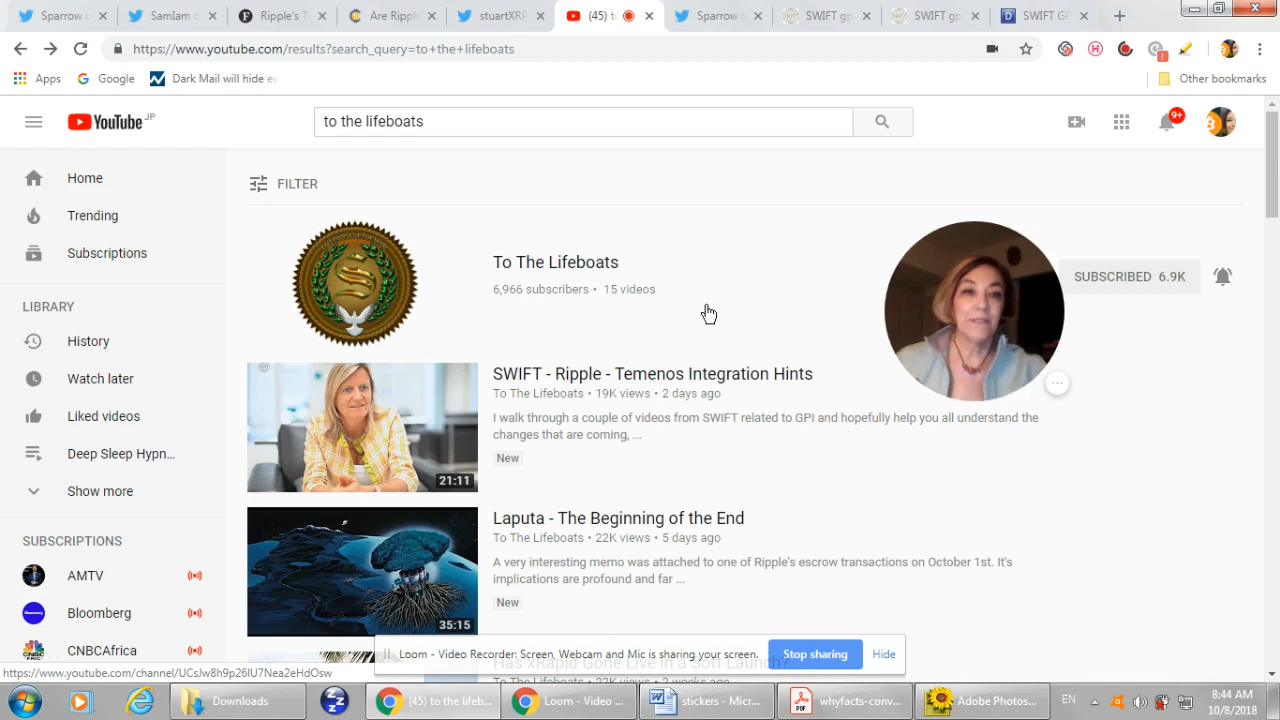 Sparrow c
SamIam
Ripple's T
Are Ripple
stuartXRP
(45) t
Sparrow
SWIFT gp
SWIFT gp
SWIFT GP
https://www.youtube.com/results?search_query=to+the+lifeboats
Apps
Google
Dark Mail will hide e
Other bookmarks
YouTube JP
to the lifeboats
9+
Home
Trending
Subscriptions
LIBRARY
History
Watch later
Liked videos
Deep Sleep Hypn...
Show more
SUBSCRIPTIONS
AMTV
Bloomberg
CNBCAfrica
FILTER
To The Lifeboats
6,966 subscribers • 15 videos
SUBSCRIBED 6.9K
SWIFT - Ripple - Temenos Integration Hints
To The Lifeboats • 19K views • 2 days ago
I walk through a couple of videos from SWIFT related to GPI and hopefully help you all understand the
changes that are coming, ...
New
21:11
Laputa - The Beginning of the End
To The Lifeboats • 22K views • 5 days ago
A very interesting memo was attached to one of Ripple's escrow transactions on October 1st. It's
implications are profound and far ...
New
35:15
Has xRapid Gone Live in a Soft Launch?
Loom - Video Recorder: Screen, Webcam and Mic is sharing your screen.
Stop sharing
Hide
https://www.youtube.com/channel/UCsJw8h9p26lU7Nea2eHdOsw
Downloads
(45) to the lifeb...
Loom - Video ...
stickers - Micr...
whyfacts-conv...
Adobe Photos...
EN
8:44 AM
10/8/2018